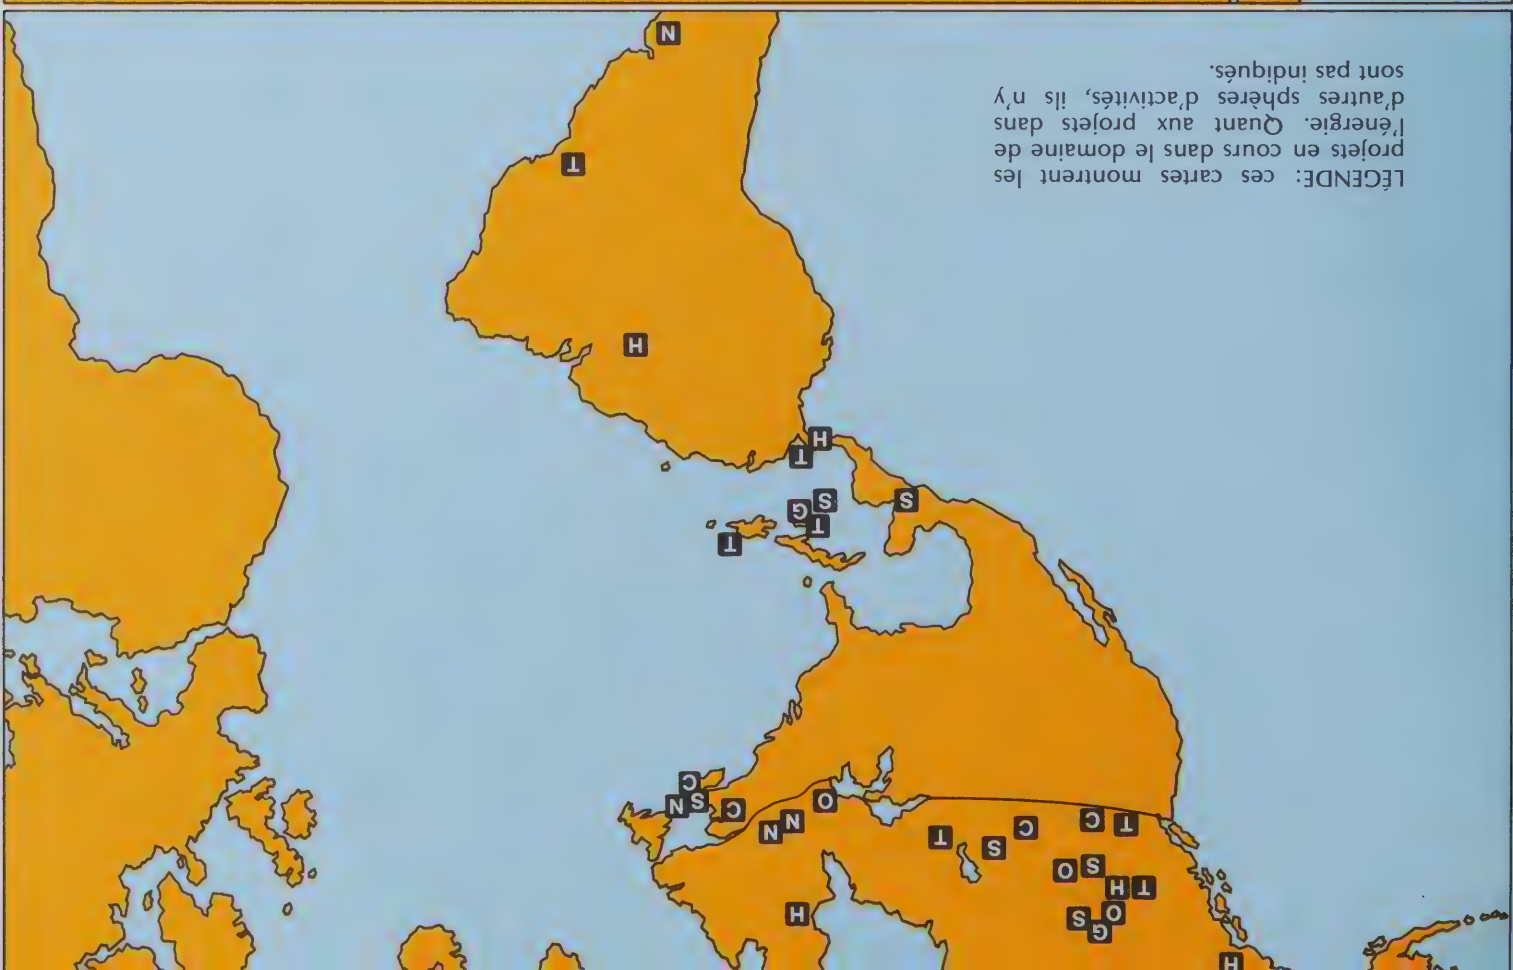 H
G
S
O
H
T
H
S
O
S
T
C
N
T
C
N
C
O
S
N
C
T
T
G
S
S
T
H
H
LÉGENDE: ces cartes montrent les
projets en cours dans le domaine de
l'énergie. Quant aux projets dans
d'autres sphères d'activités, ils n'y
sont pas indiqués.
T
N